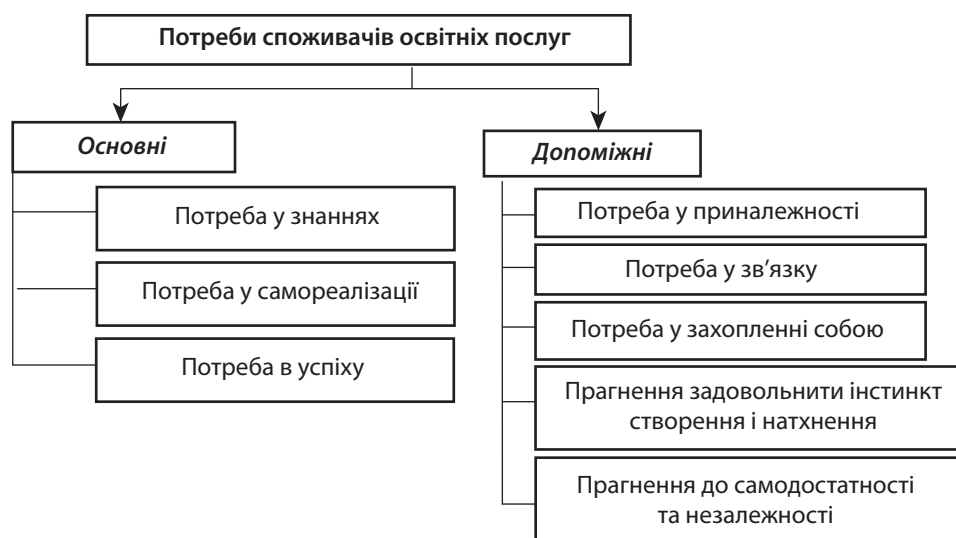 Потреби споживачів освітніх послуг
Основні
Потреба у знаннях
Потреба у самореалізації
Потреба в успіху
Допоміжні
Потреба у приналежності
Потреба у зв’язку
Потреба у захопленні собою
Прагнення задовольнити інстинкт
створення і натхнення
Прагнення до самодостатності
та незалежності